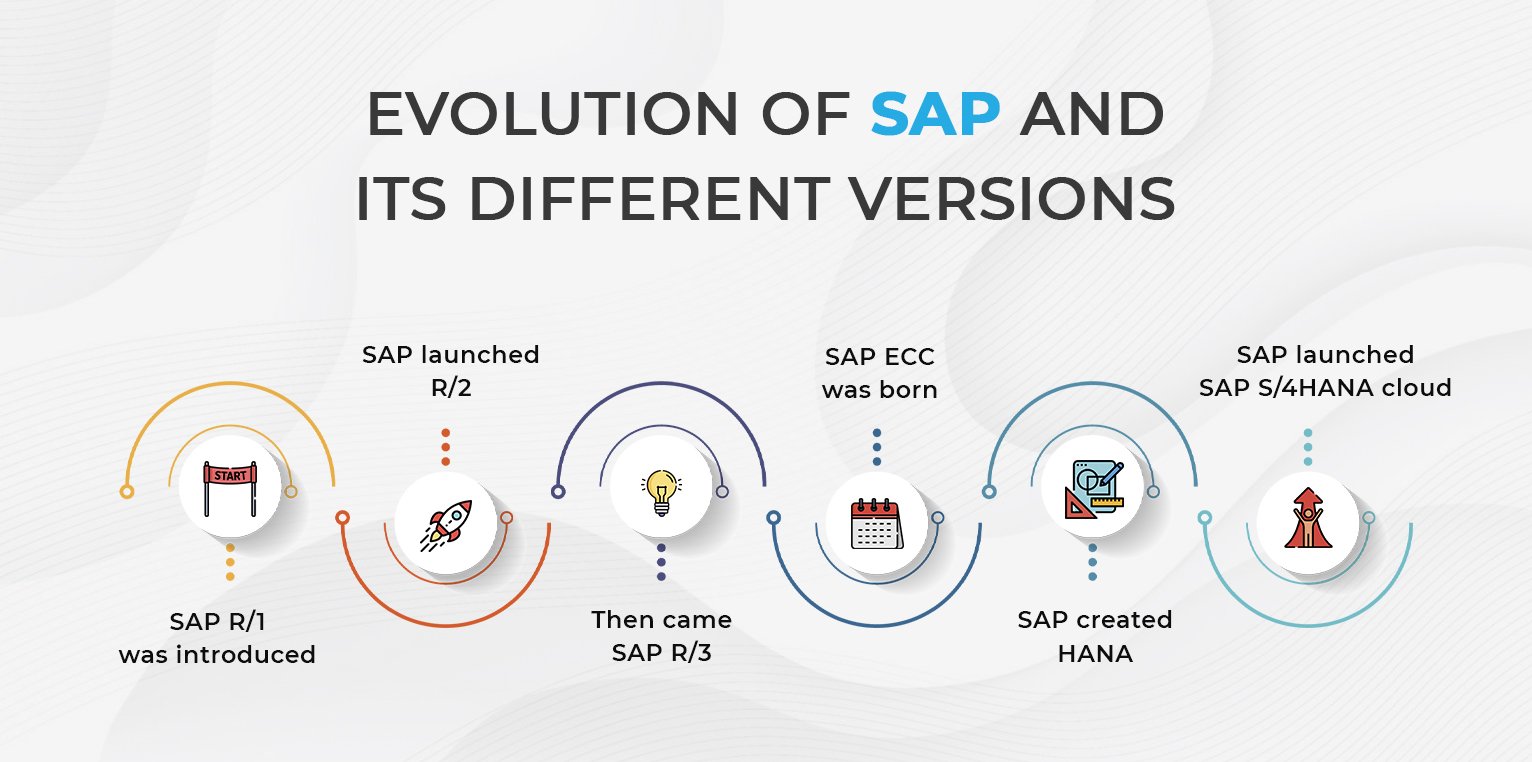 EVOLUTION OF SAP AND
ITS DIFFERENT VERSIONS
START
SAP R/1
was introduced
SAP launched
R/2
Then came
SAP R/3
SAP ECC
was born
SAP created
HANA
SAP launched
SAP S/4HANA cloud